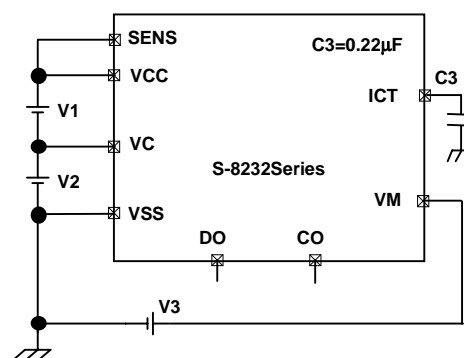 SENS
C3=0.22µF
VCC
C3
ICT
V1
VC
S-8232Series
V2
VM
VSS
DO
CO
V3